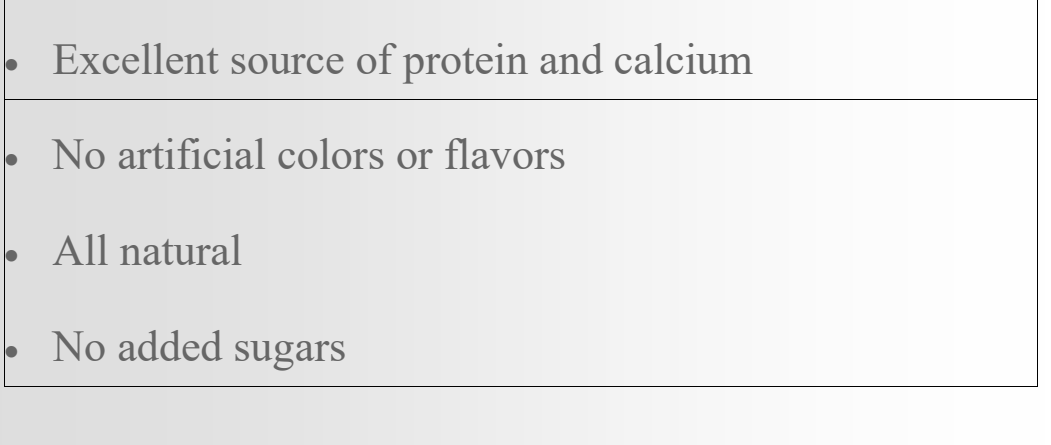 • Excellent source of protein and calcium
• No artificial colors or flavors
• All natural
• No added sugars